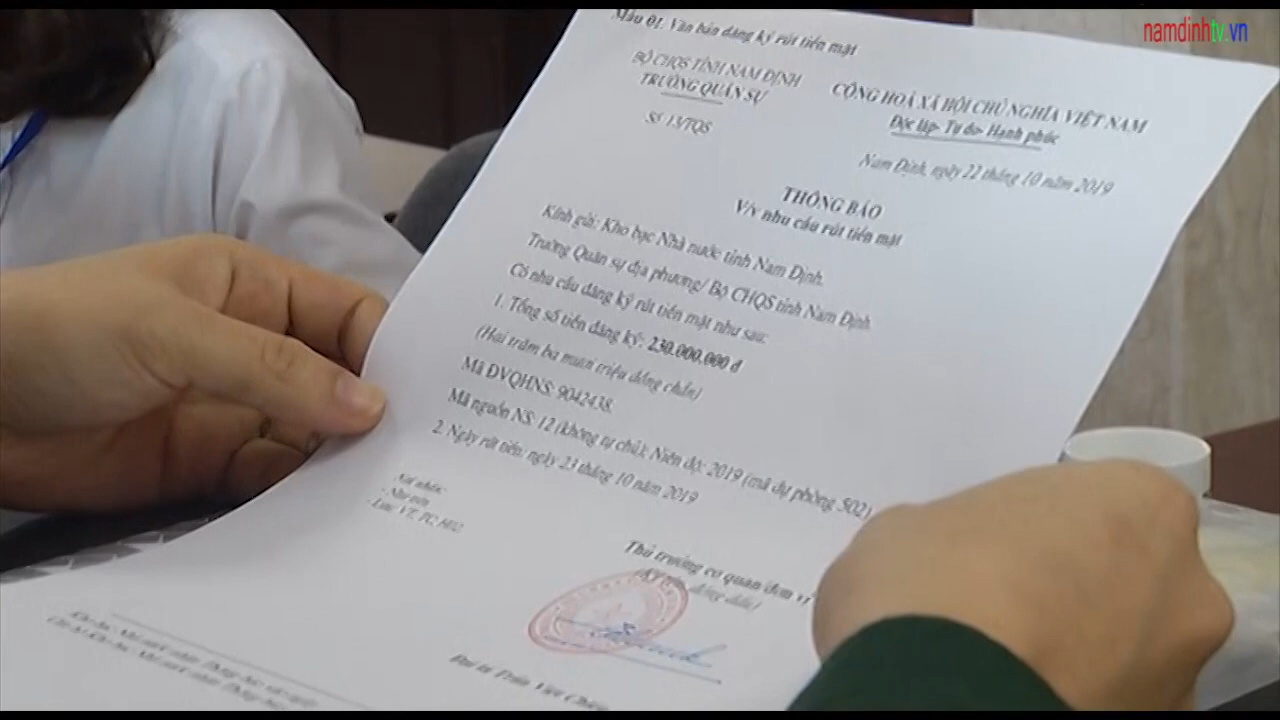 namdinhtv.vn
Mẫu 01. Văn bản đăng ký rút tiền mặt
BỘ CHQS TỈNH NAM ĐỊNH
TRƯỜNG QUÂN SỰ
Số 13/TQS
CỘNG HOÀ XÃ HỘI CHỦ NGHĨA VIỆT NAM
Độc lập- Tự do- Hạnh phúc
Nam Định, ngày 22 tháng 10 năm 2019
THÔNG BÁO
V/v nhu cầu rút tiền mặt
Kính gửi: Kho bạc Nhà nước tỉnh Nam Định.
Trường Quân sự địa phương/ Bộ CHQS tỉnh Nam Định.
Có nhu cầu đăng ký rút tiền mặt như sau:
1. Tổng số tiền đăng ký: 230.000.000 đ
(Hai trăm ba mươi triệu đồng chẵn)
Mã ĐVQHNS: 9042438.
Mã nguồn NS: 12 (không tự chủ); Niên độ: 2019 (mã dự phòng 502)
2. Ngày rút tiền: ngày 23 tháng 10 năm 2019
Nơi nhận:
- Như trên
- Lưu: VT, TC; H02.
Thủ trưởng cơ quan đơn vị
(Ký tên, đóng dấu)